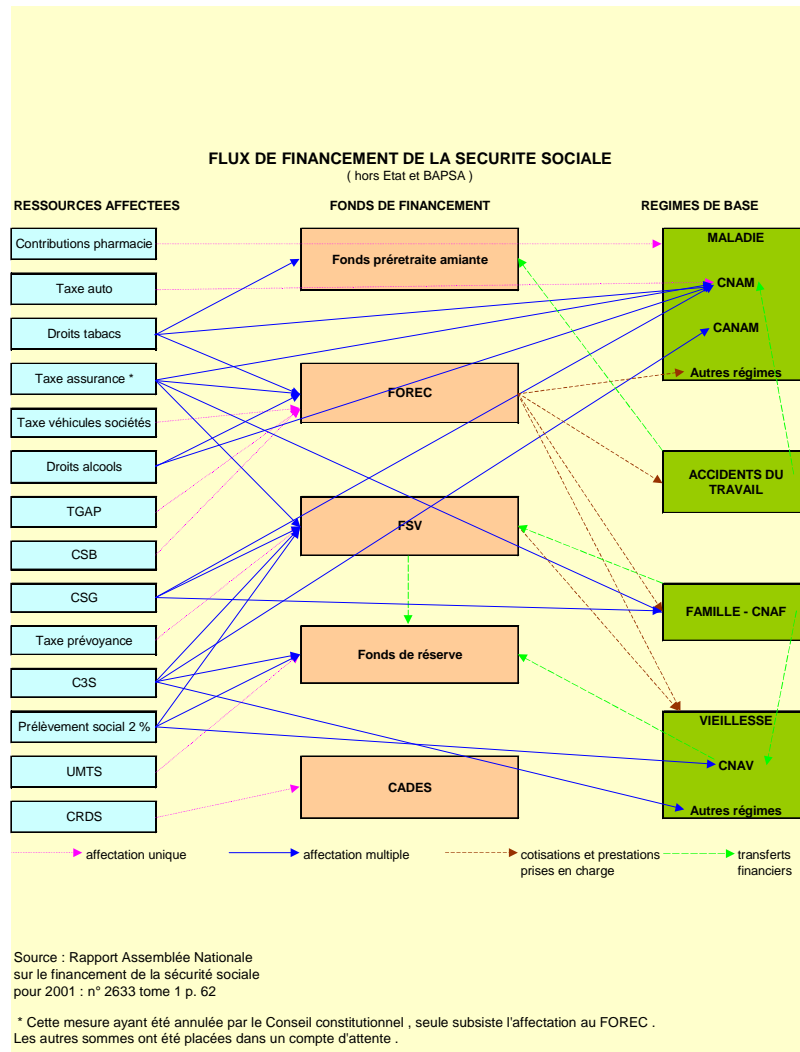 FLUX DE FINANCEMENT DE LA SECURITE SOCIALE
( hors Etat et BAPSA )
RESSOURCES AFFECTEES
FONDS DE FINANCEMENT
REGIMES DE BASE
Contributions pharmacie
Taxe auto
Droits tabacs
Taxe assurance *
Taxe véhicules sociétés
Droits alcools
TGAP
CSB
CSG
Taxe prévoyance
C3S
Prélèvement social 2 %
UMTS
CRDS
Fonds préretraite amiante
FOREC
FSV
Fonds de réserve
CADES
MALADIE
CNAM
CANAM
Autres régimes
ACCIDENTS DU
TRAVAIL
FAMILLE - CNAF
VIEILLESSE
CNAV
Autres régimes
affectation unique
affectation multiple
cotisations et prestations
prises en charge
transferts
financiers
Source : Rapport Assemblée Nationale
sur le financement de la sécurité sociale
pour 2001 : n° 2633 tome 1 p. 62
* Cette mesure ayant été annulée par le Conseil constitutionnel , seule subsiste l'affectation au FOREC .
Les autres sommes ont été placées dans un compte d'attente .